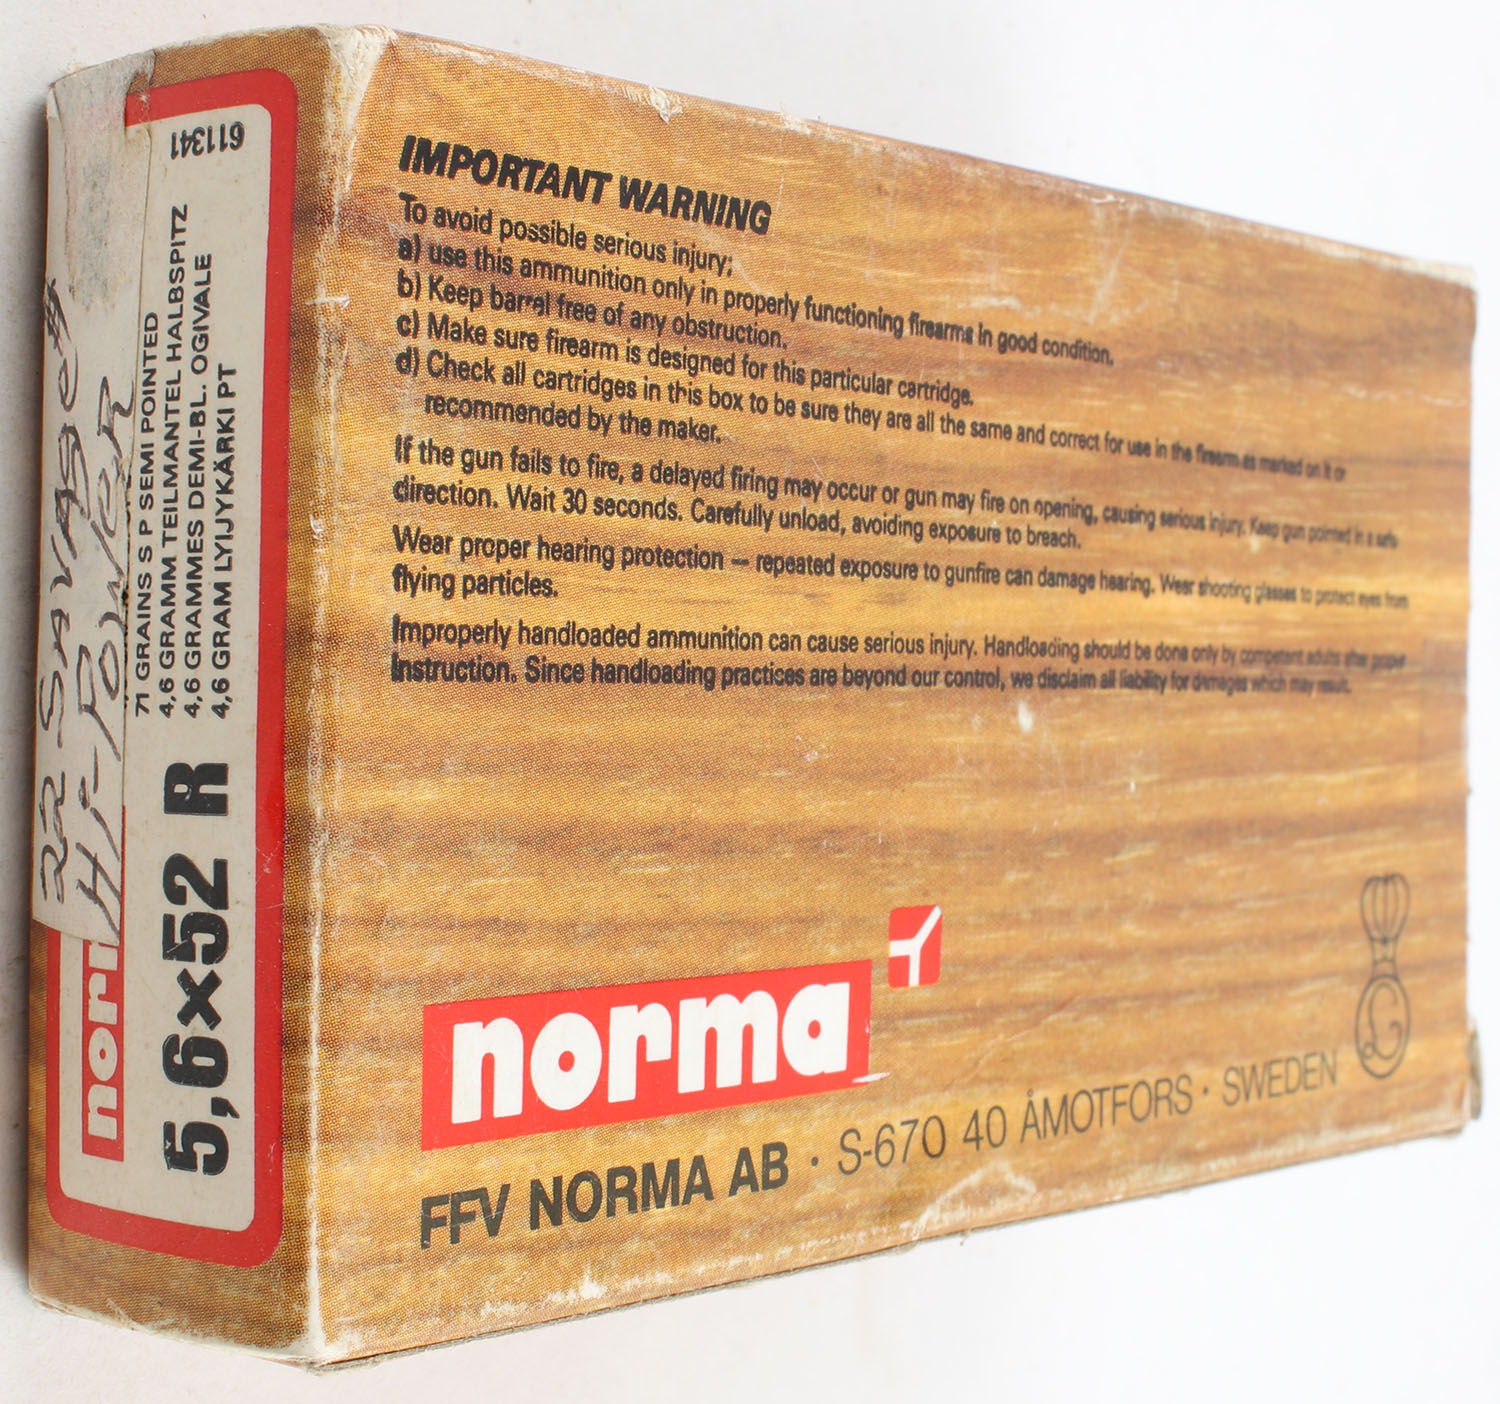 IMPORTANT WARNING
To avoid possible serious injury;
a) use this ammunition only in properly functioning firearms in good condition.
b) Keep barrel free of any obstruction.
c) Make sure firearm is designed for this particular cartridge.
d) Check all cartridges in this box to be sure they are all the same and correct for use in the firearm as marked on it or
recommended by the maker.
If the gun fails to fire, a delayed firing may occur or gun may fire on opening, causing serious injury. Keep gun pointed in a safe
direction. Wait 30 seconds. Carefully unload, avoiding exposure to breach.
Wear proper hearing protection — repeated exposure to gunfire can damage hearing. Wear shooting glasses to protect eyes from
flying particles.
Improperly handloaded ammunition can cause serious injury. Handloading should be done only by competent adults after proper
Instruction. Since handloading practices are beyond our control, we disclaim all liability for damages which may result.
norma
FFV NORMA AB · S-670 40 ÅMOTFORS · SWEDEN
22 SAVAGE
Hi-POWER
norm
5,6×52 R
71 GRAINS S P SEMI POINTED
4,6 GRAMM TEILMANTEL HALBSPITZ
4,6 GRAMMES DEMI-BL. OGIVALE
4,6 GRAM LYIJYKÄRKI PT
611341